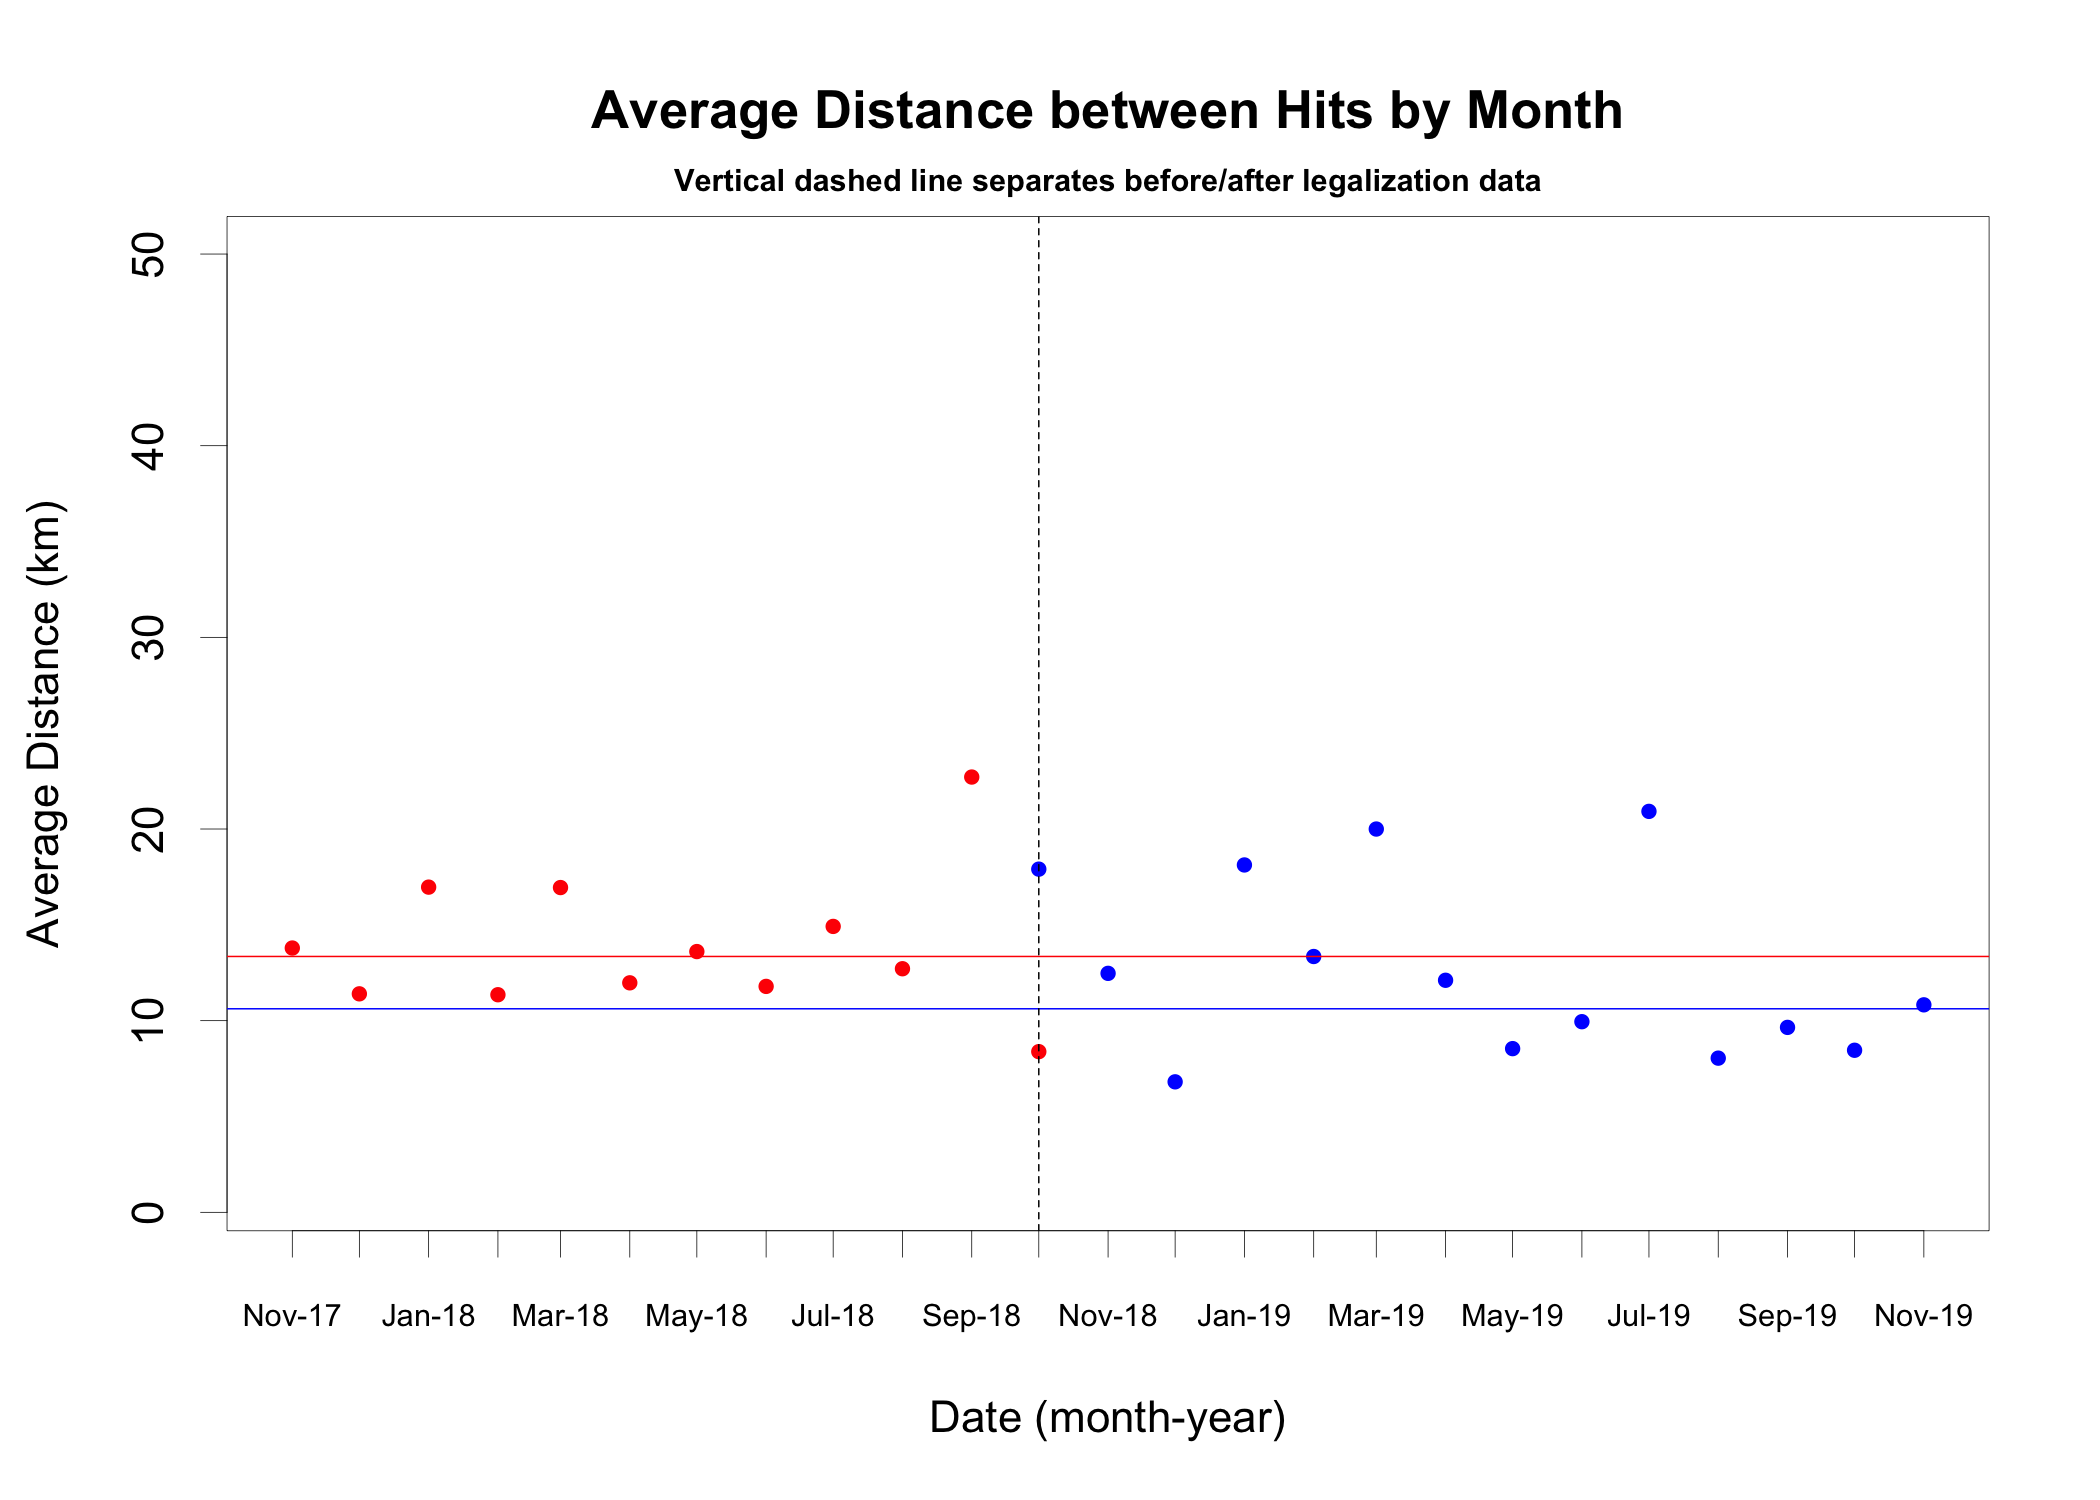 Average Distance between Hits by Month
Vertical dashed line separates before/after legalization data
Average Distance (km)
50
40
30
20
10
0
Nov-17 Jan-18 Mar-18 May-18 Jul-18 Sep-18 Nov-18 Jan-19 Mar-19 May-19 Jul-19 Sep-19 Nov-19
Date (month-year)